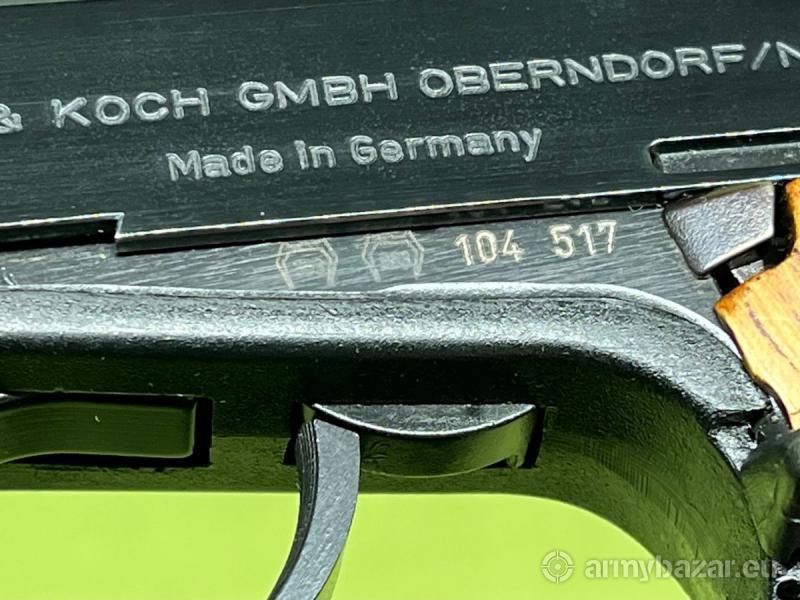 & KOCH GMBH OBERNDORF/N
Made in Germany
104 517
armybazar.eu